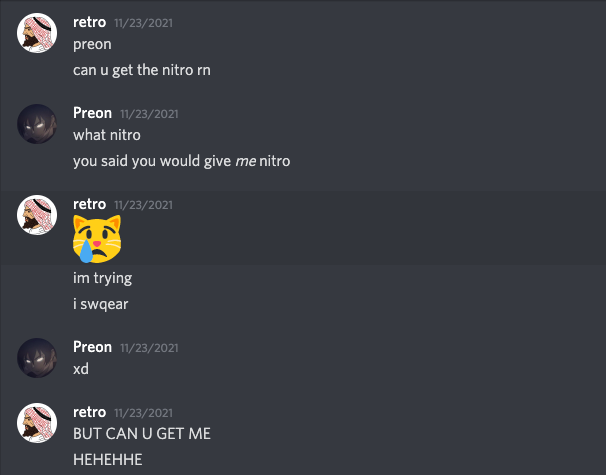 retro 11/23/2021
preon
can u get the nitro rn
Preon 11/23/2021
what nitro
you said you would give me nitro
retro 11/23/2021
im trying
i swqear
Preon 11/23/2021
xd
retro 11/23/2021
BUT CAN U GET ME
HEHEHHE